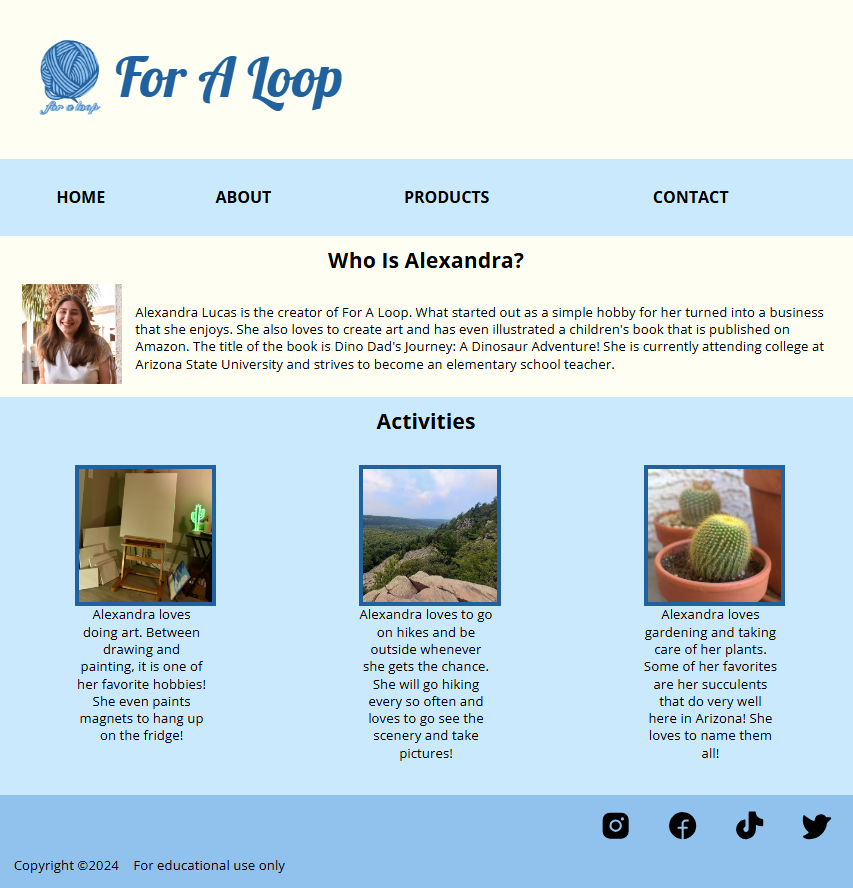 for a loop
For A Loop
HOME ABOUT PRODUCTS CONTACT
Who Is Alexandra?
Alexandra Lucas is the creator of For A Loop. What started out as a simple hobby for her turned into a business
that she enjoys. She also loves to create art and has even illustrated a children's book that is published on
Amazon. The title of the book is Dino Dad's Journey: A Dinosaur Adventure! She is currently attending college at
Arizona State University and strives to become an elementary school teacher.
Activities
Alexandra loves
doing art. Between
drawing and
painting, it is one of
her favorite hobbies!
She even paints
magnets to hang up
on the fridge!
Alexandra loves to go
on hikes and be
outside whenever
she gets the chance.
She will go hiking
every so often and
loves to go see the
scenery and take
pictures!
Alexandra loves
gardening and taking
care of her plants.
Some of her favorites
are her succulents
that do very well
here in Arizona! She
loves to name them
all!
Copyright ©2024 For educational use only